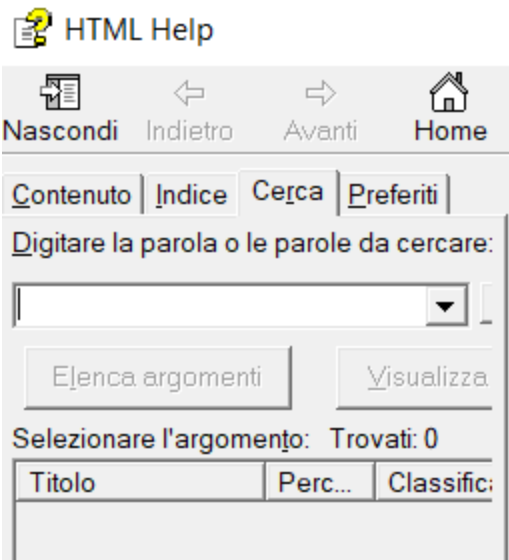 HTML Help
Nascondi Indietro Avanti Home
Contenuto Indice Cerca Preferiti
Digitare la parola o le parole da cercare:
Elenca argomenti Visualizza
Selezionare l'argomento: Trovati: 0
Titolo Perc...